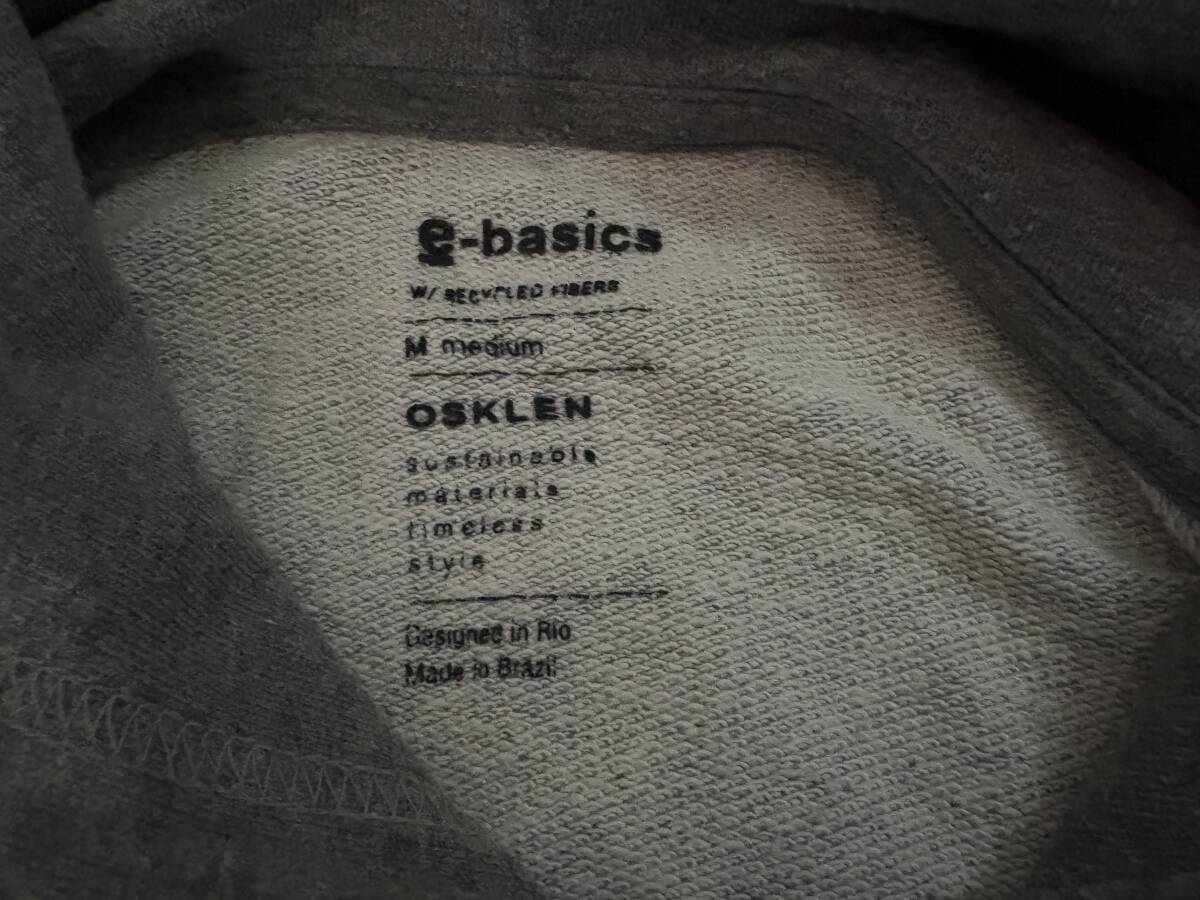 e-basics
W/ RECYCLED FIBERS
M medium
OSKLEN
sustainable
materials
timeless
style
Designed in Rio
Made in Brazil